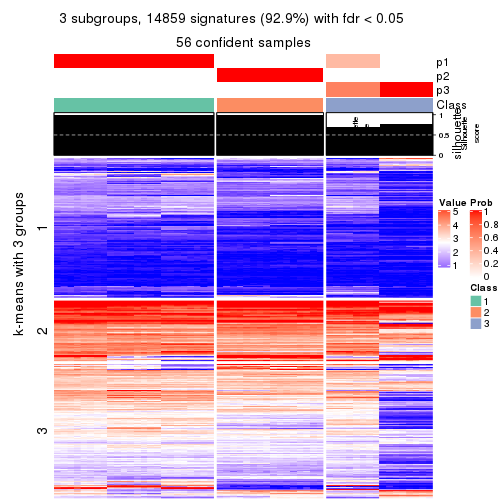 3 subgroups, 14859 signatures (92.9%) with fdr < 0.05
56 confident samples
p1
p2
p3
Class
1
0.5
0
silhouette
Silhouette
score
k-means with 3 groups
1
2
3
Value
5
4
3
2
1
Prob
1
0.8
0.6
0.4
0.2
0
Class
1
2
3